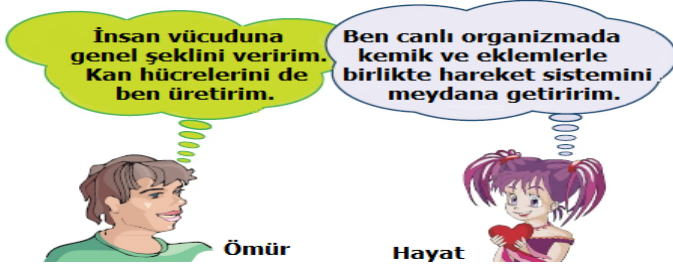 İnsan vücuduna
genel şeklini veririm.
Kan hücrelerini de
ben üretirim.
Ben canlı organizmada
kemik ve eklemlerle
birlikte hareket sistemini
meydana getiririm.
Ömür
Hayat